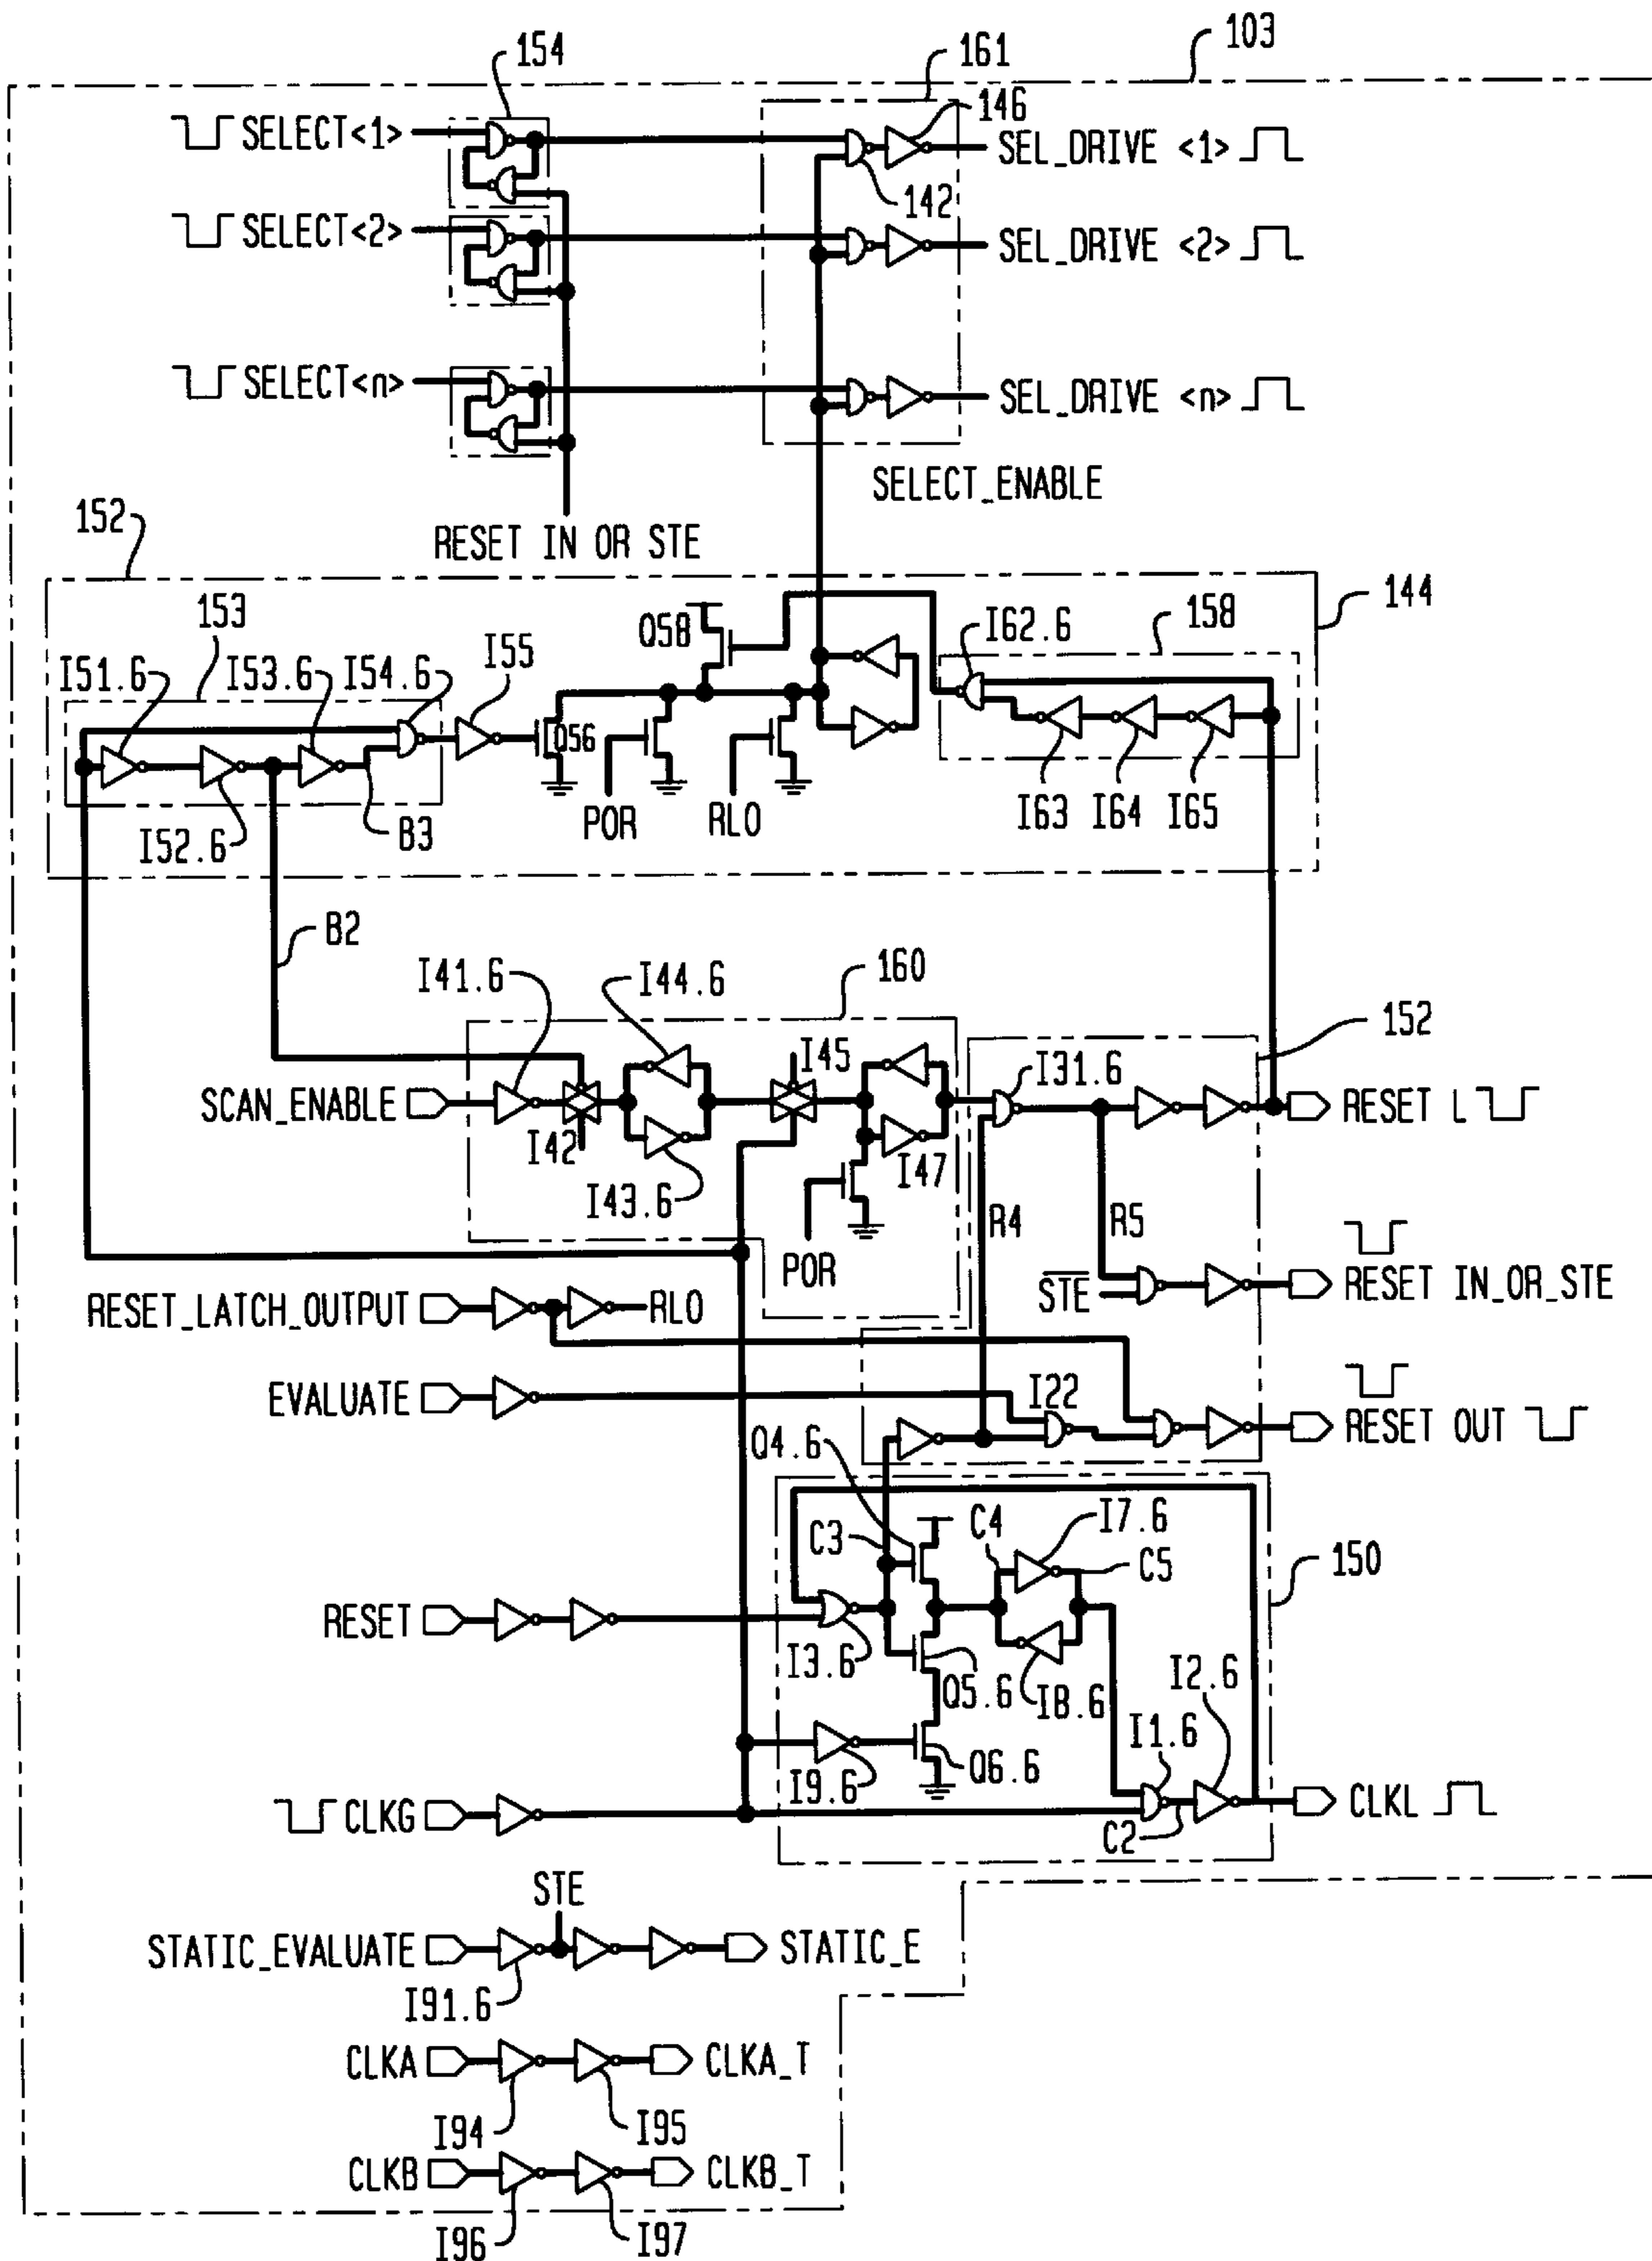 154
161
103
SELECT<1>
146
SEL_DRIVE <1>
142
SELECT<2>
SEL_DRIVE <2>
SELECT<n>
SEL_DRIVE <n>
SELECT_ENABLE
152
RESET IN OR STE
153
144
Q58
I62.6
158
I51.6
I53.6
I54.6
I55
Q56
I52.6
B3
POR
RLO
I63
I64
I65
B2
I41.6
I44.6
160
152
I45
I31.6
SCAN_ENABLE
RESET L
I42
I43.6
I47
R4
R5
POR
STE
RESET IN_OR_STE
RESET_LATCH_OUTPUT
RLO
EVALUATE
I22
RESET OUT
Q4.6
C3
C4
I7.6
C5
150
RESET
I3.6
Q5.6
I8.6
I2.6
I1.6
I9.6
Q6.6
CLKG
CLKL
C2
STE
STATIC_EVALUATE
STATIC_E
I91.6
CLKA
CLKA_T
I94
I95
CLKB
CLKB_T
I96
I97